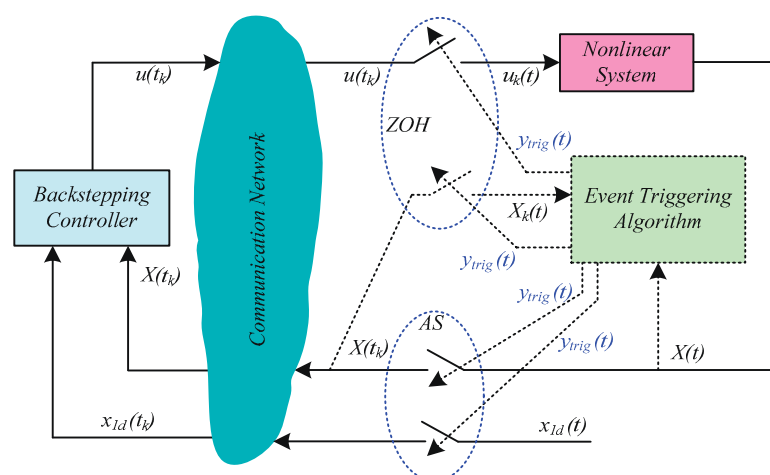 Nonlinear
System
u(tk)
u(tk)
uk(t)
ZOH
ytrig(t)
Backstepping
Controller
Communication Network
Event Triggering
Algorithm
Xk(t)
ytrig(t)
X(tk)
ytrig(t)
AS
ytrig(t)
X(tk)
X(t)
x1d(tk)
x1d(t)